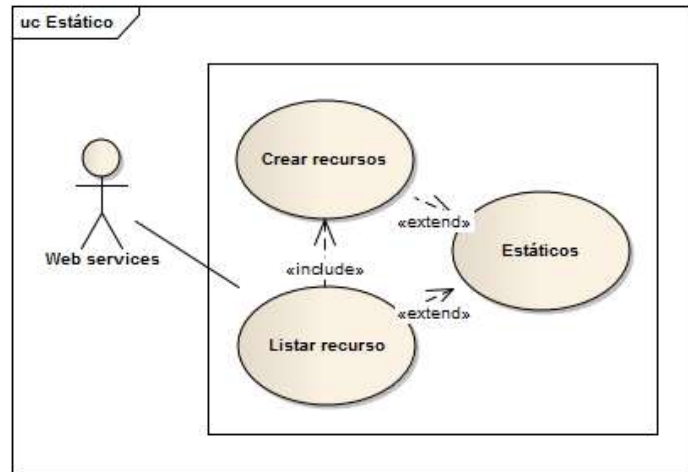 uc Estático
Crear recursos
«extend»
Estáticos
Web services
«include»
«extend»
Listar recurso